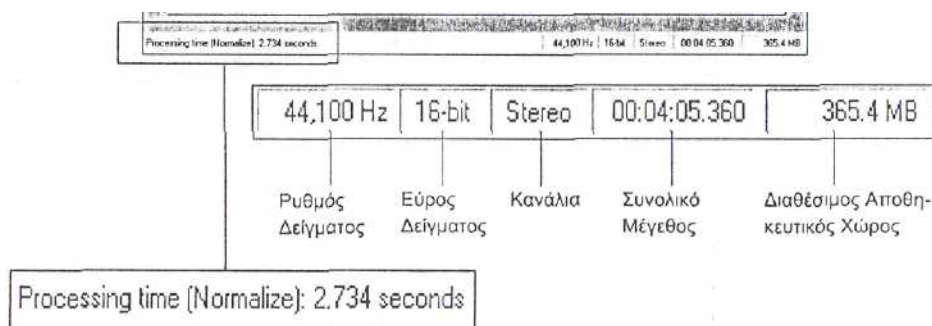 Processing time (Normalize): 2.734 seconds 44,100 Hz 16-bit Stereo 00:04:05.360 365.4 MB
44,100 Hz 16-bit Stereo 00:04:05.360 365.4 MB
Ρυθμός Εύρος Κανάλια Συνολικό Διαθέσιμος Αποθη-
Δείγματος Δείγματος Μέγεθος κευτικός Χώρος
Processing time (Normalize): 2.734 seconds